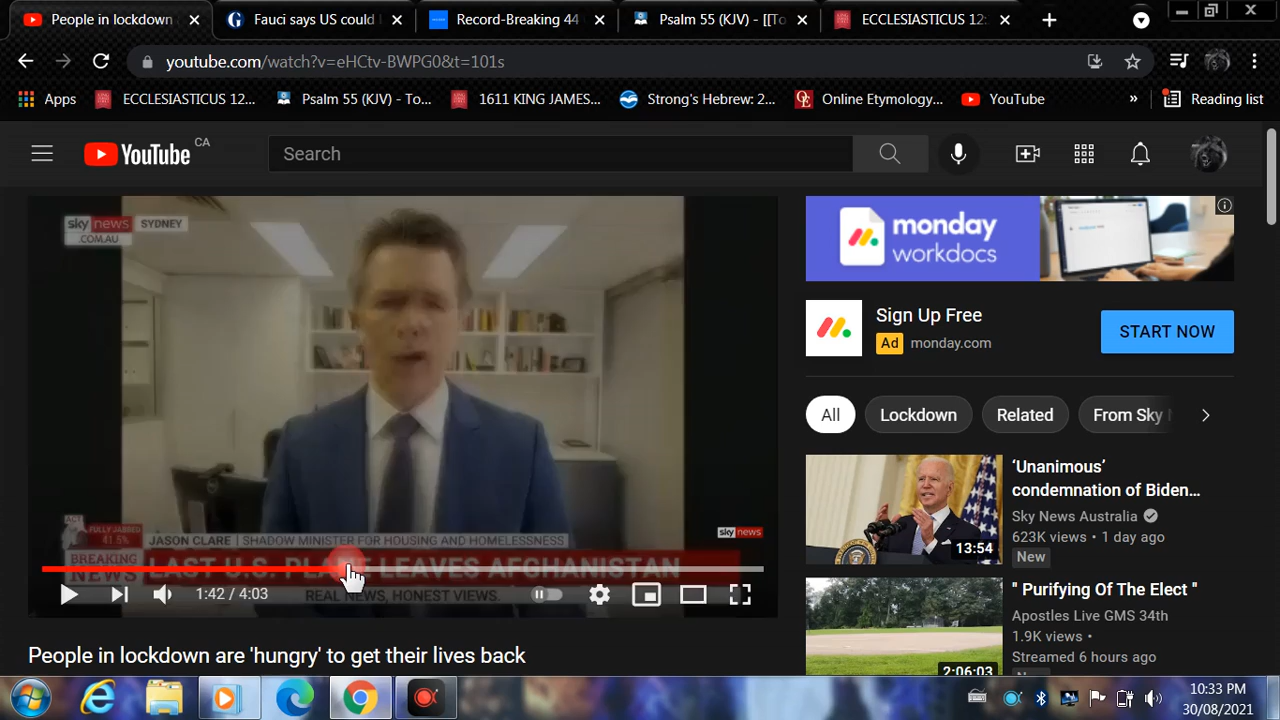 People in lockdown
Fauci says US could l
Record-Breaking 44
Psalm 55 (KJV) - [[To
ECCLESIASTICUS 12:
youtube.com/watch?v=eHCtv-BWPG0&t=101s
Apps
ECCLESIASTICUS 12...
Psalm 55 (KJV) - To...
1611 KING JAMES...
Strong's Hebrew: 2...
Online Etymology...
YouTube
»
Reading list
YouTube CA
Search
sky news SYDNEY
.COM.AU
monday
workdocs
Sign Up Free
Ad monday.com
START NOW
All
Lockdown
Related
From Sky
'Unanimous'
condemnation of Biden...
Sky News Australia
623K views • 1 day ago
New
13:54
" Purifying Of The Elect "
Apostles Live GMS 34th
1.9K views •
Streamed 6 hours ago
2:06:03
ACT
FULLY JABBED
41.5%
JASON CLARE | SHADOW MINISTER FOR HOUSING AND HOMELESSNESS
sky news
BREAKING
NEWS
LAST U.S. LEAVES AFGHANISTAN
REAL NEWS, HONEST VIEWS.
1:42 / 4:03
People in lockdown are 'hungry' to get their lives back
10:33 PM
30/08/2021